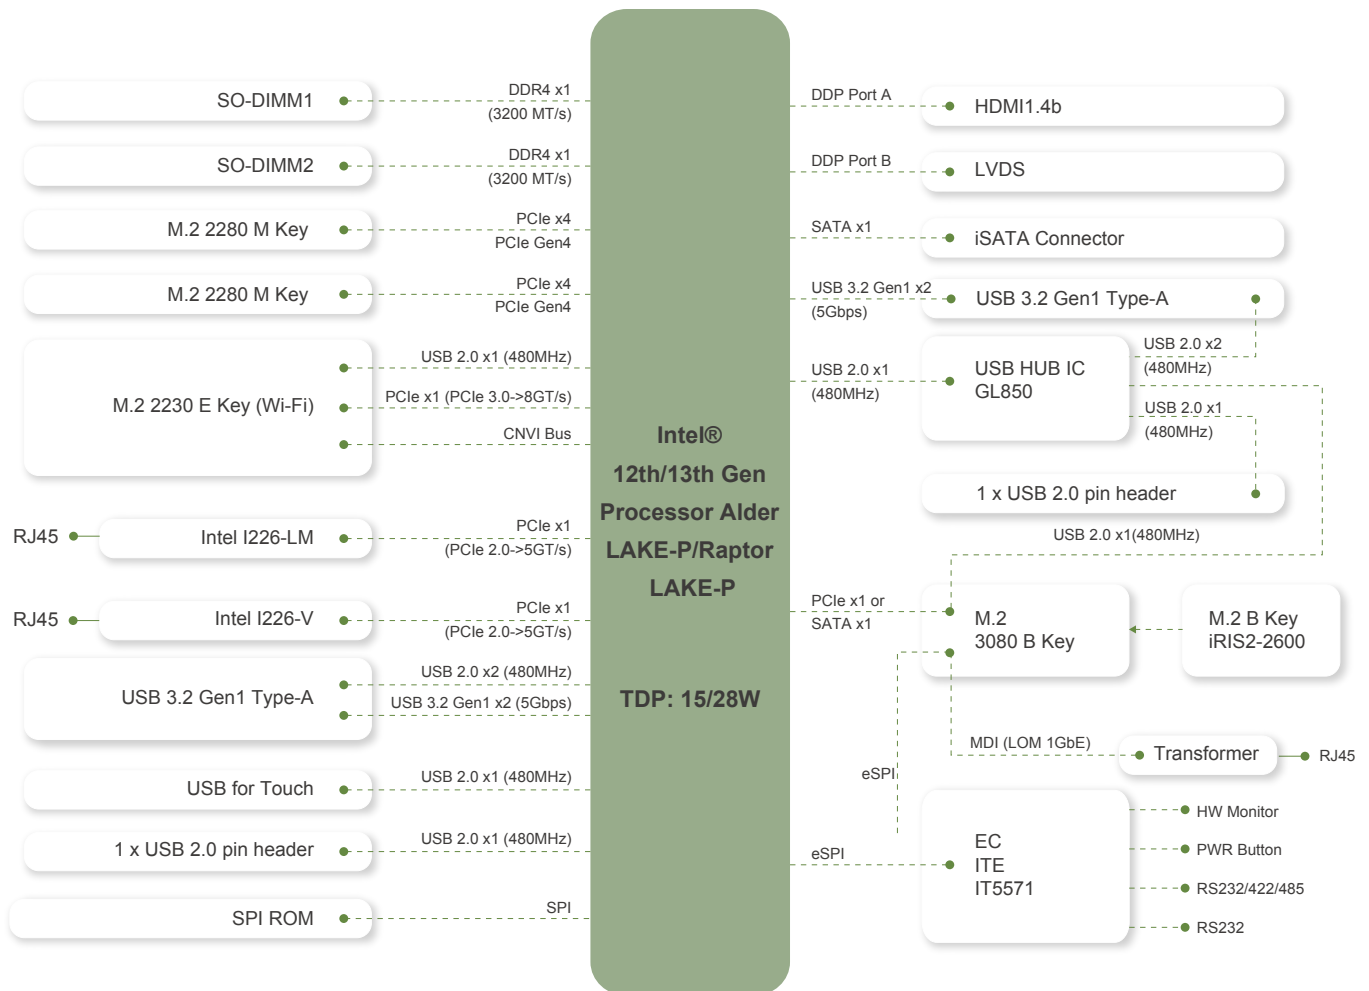 SO-DIMM1
DDR4 x1
(3200 MT/s)
SO-DIMM2
DDR4 x1
(3200 MT/s)
M.2 2280 M Key
PCIe x4
PCIe Gen4
M.2 2280 M Key
PCIe x4
PCIe Gen4
M.2 2230 E Key (Wi-Fi)
USB 2.0 x1 (480MHz)
PCIe x1 (PCIe 3.0->8GT/s)
CNVI Bus
RJ45
Intel I226-LM
PCIe x1
(PCIe 2.0->5GT/s)
RJ45
Intel I226-V
PCIe x1
(PCIe 2.0->5GT/s)
USB 3.2 Gen1 Type-A
USB 2.0 x2 (480MHz)
USB 3.2 Gen1 x2 (5Gbps)
USB for Touch
USB 2.0 x1 (480MHz)
1 x USB 2.0 pin header
USB 2.0 x1 (480MHz)
SPI ROM
SPI
Intel®
12th/13th Gen
Processor Alder
LAKE-P/Raptor
LAKE-P
TDP: 15/28W
DDP Port A
HDMI1.4b
DDP Port B
LVDS
SATA x1
iSATA Connector
USB 3.2 Gen1 x2
(5Gbps)
USB 3.2 Gen1 Type-A
USB 2.0 x1
(480MHz)
USB HUB IC
GL850
USB 2.0 x2
(480MHz)
USB 2.0 x1
(480MHz)
1 x USB 2.0 pin header
USB 2.0 x1(480MHz)
PCIe x1 or
SATA x1
M.2
3080 B Key
M.2 B Key
iRIS2-2600
MDI (LOM 1GbE)
Transformer
RJ45
eSPI
eSPI
EC
ITE
IT5571
HW Monitor
PWR Button
RS232/422/485
RS232